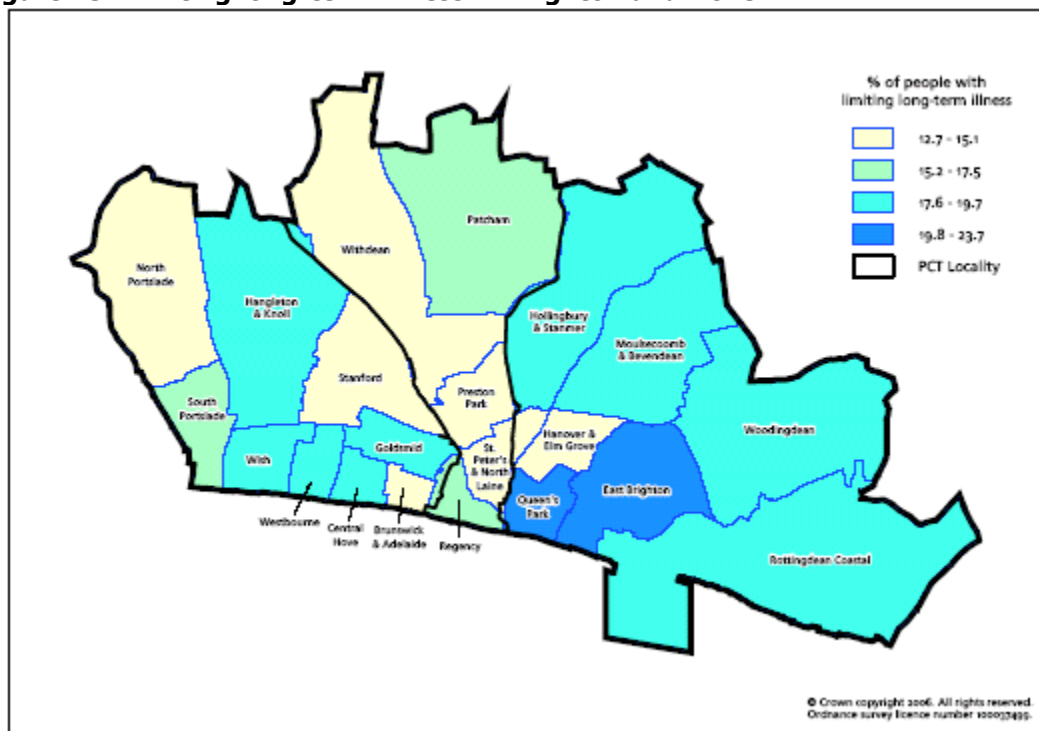 % of people with
limiting long-term illness
12.7 - 15.1
15.2 - 17.5
17.6 - 19.7
19.8 - 23.7
PCT Locality
Patcham
Withdean
North
Portslade
Hangleton
& Knoll
Hollingbury
& Stanmer
Moulsecoomb
& Bevendean
Stanford
Preston
Park
South
Portslade
Woodingdean
Hanover &
Elm Grove
Goldsmid
St.
Peter's
& North
Laine
Wish
East Brighton
Queen's
Park
Westbourne
Central
Hove
Brunswick
& Adelaide
Regency
Rottingdean Coastal
© Crown copyright 2006. All rights reserved.
Ordnance survey licence number 100037499.